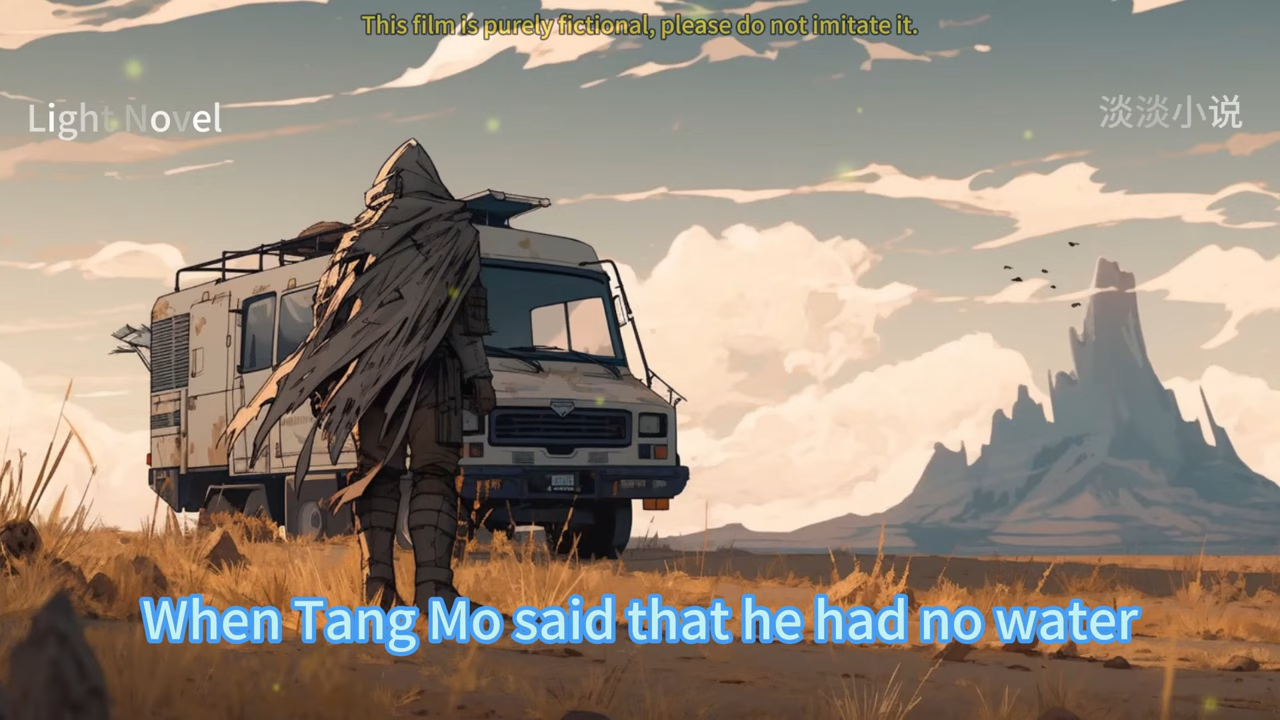 This film is purely fictional, please do not imitate it.
Light Novel
淡淡小说
When Tang Mo said that he had no water